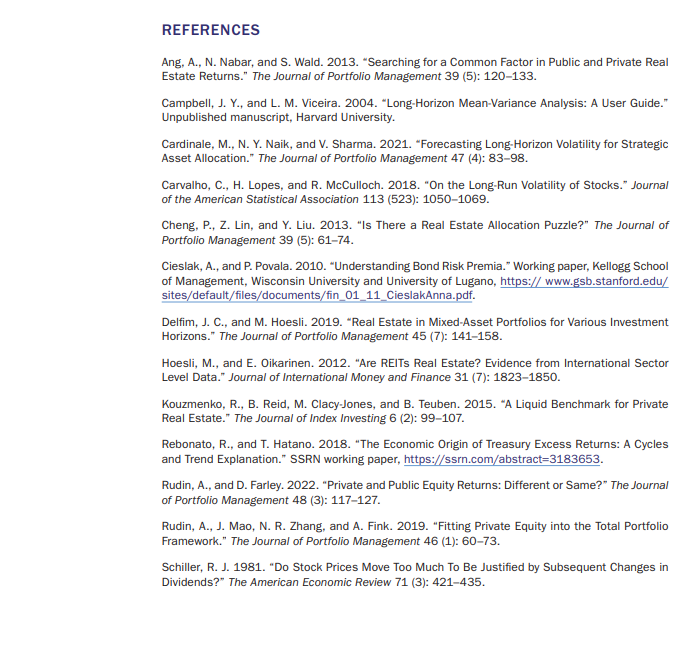 REFERENCES
Ang, A., N. Nabar, and S. Wald. 2013. “Searching for a Common Factor in Public and Private Real
Estate Returns.” The Journal of Portfolio Management 39 (5): 120–133.
Campbell, J. Y., and L. M. Viceira. 2004. “Long-Horizon Mean-Variance Analysis: A User Guide.”
Unpublished manuscript, Harvard University.
Cardinale, M., N. Y. Naik, and V. Sharma. 2021. “Forecasting Long-Horizon Volatility for Strategic
Asset Allocation.” The Journal of Portfolio Management 47 (4): 83–98.
Carvalho, C., H. Lopes, and R. McCulloch. 2018. “On the Long-Run Volatility of Stocks.” Journal
of the American Statistical Association 113 (523): 1050–1069.
Cheng, P., Z. Lin, and Y. Liu. 2013. “Is There a Real Estate Allocation Puzzle?” The Journal of
Portfolio Management 39 (5): 61–74.
Cieslak, A., and P. Povala. 2010. “Understanding Bond Risk Premia.” Working paper, Kellogg School
of Management, Wisconsin University and University of Lugano, https:// www.gsb.stanford.edu/
sites/default/files/documents/fin_01_11_CieslakAnna.pdf.
Delfim, J. C., and M. Hoesli. 2019. “Real Estate in Mixed-Asset Portfolios for Various Investment
Horizons.” The Journal of Portfolio Management 45 (7): 141–158.
Hoesli, M., and E. Oikarinen. 2012. “Are REITs Real Estate? Evidence from International Sector
Level Data.” Journal of International Money and Finance 31 (7): 1823–1850.
Kouzmenko, R., B. Reid, M. Clacy-Jones, and B. Teuben. 2015. “A Liquid Benchmark for Private
Real Estate.” The Journal of Index Investing 6 (2): 99–107.
Rebonato, R., and T. Hatano. 2018. “The Economic Origin of Treasury Excess Returns: A Cycles
and Trend Explanation.” SSRN working paper, https://ssrn.com/abstract=3183653.
Rudin, A., and D. Farley. 2022. “Private and Public Equity Returns: Different or Same?” The Journal
of Portfolio Management 48 (3): 117–127.
Rudin, A., J. Mao, N. R. Zhang, and A. Fink. 2019. “Fitting Private Equity into the Total Portfolio
Framework.” The Journal of Portfolio Management 46 (1): 60–73.
Schiller, R. J. 1981. “Do Stock Prices Move Too Much To Be Justified by Subsequent Changes in
Dividends?” The American Economic Review 71 (3): 421–435.